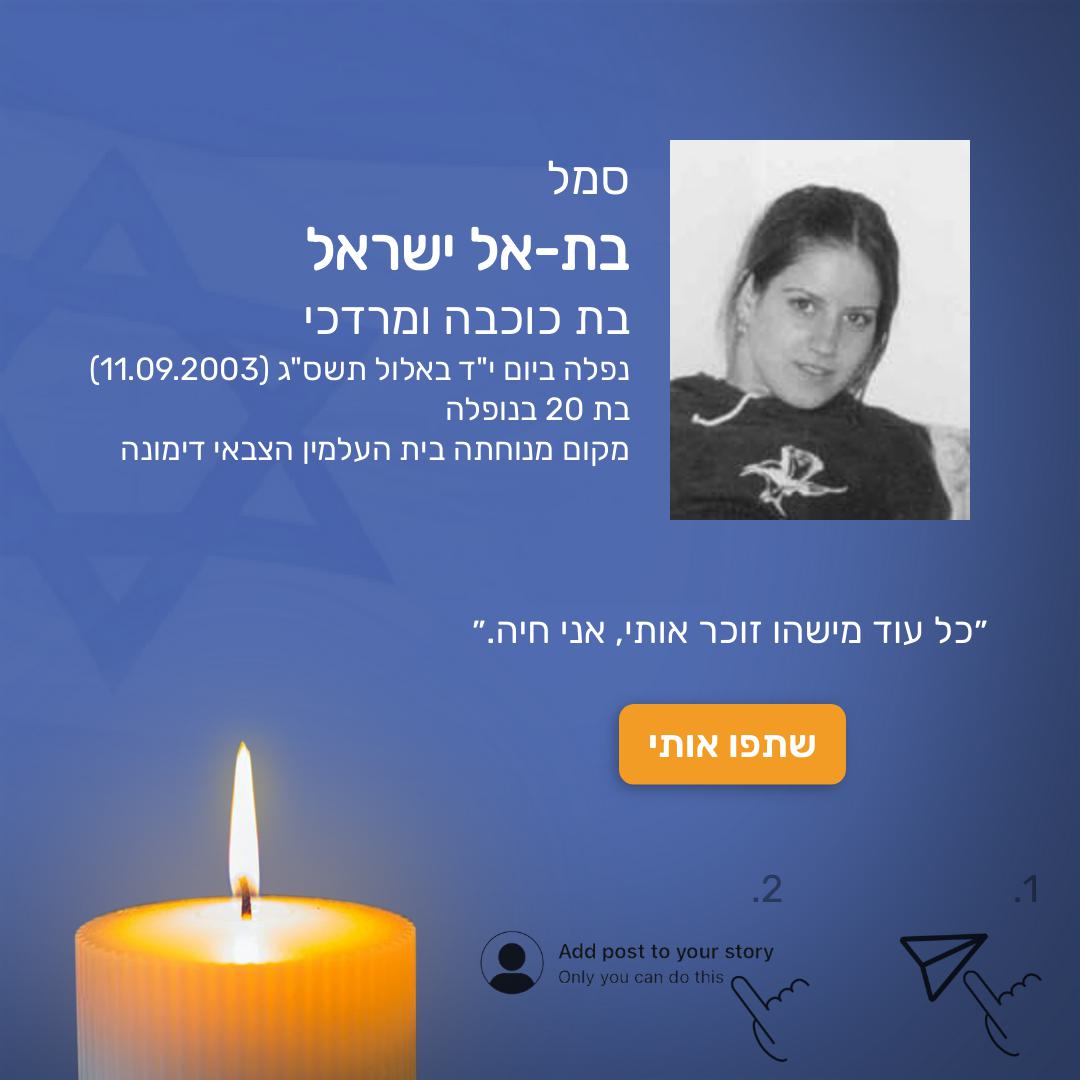 סמל
בת-אל ישראל
בת כוכבה ומרדכי
נפלה ביום י"ד באלול תשס"ג (11.09.2003)
בת 20 בנופלה
מקום מנוחתה בית העלמין הצבאי דימונה
״כל עוד מישהו זוכר אותי, אני חיה.״
שתפו אותי
.1
.2
Add post to your story
Only you can do this